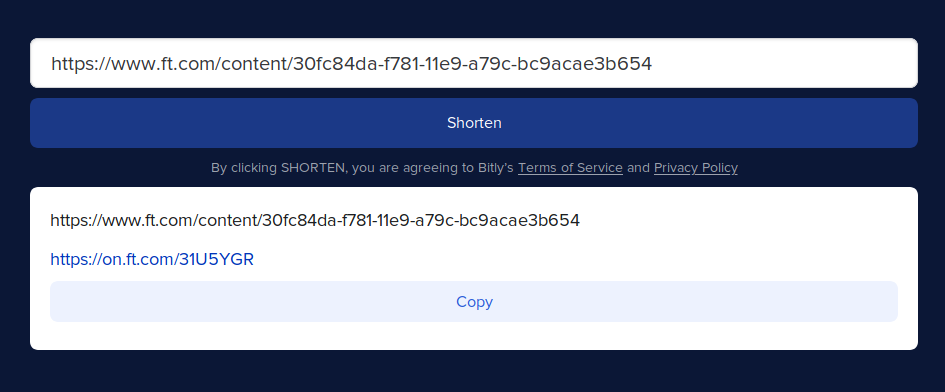 https://www.ft.com/content/30fc84da-f781-11e9-a79c-bc9acae3b654
Shorten
By clicking SHORTEN, you are agreeing to Bitly's Terms of Service and Privacy Policy
https://www.ft.com/content/30fc84da-f781-11e9-a79c-bc9acae3b654
https://on.ft.com/31U5YGR
Copy